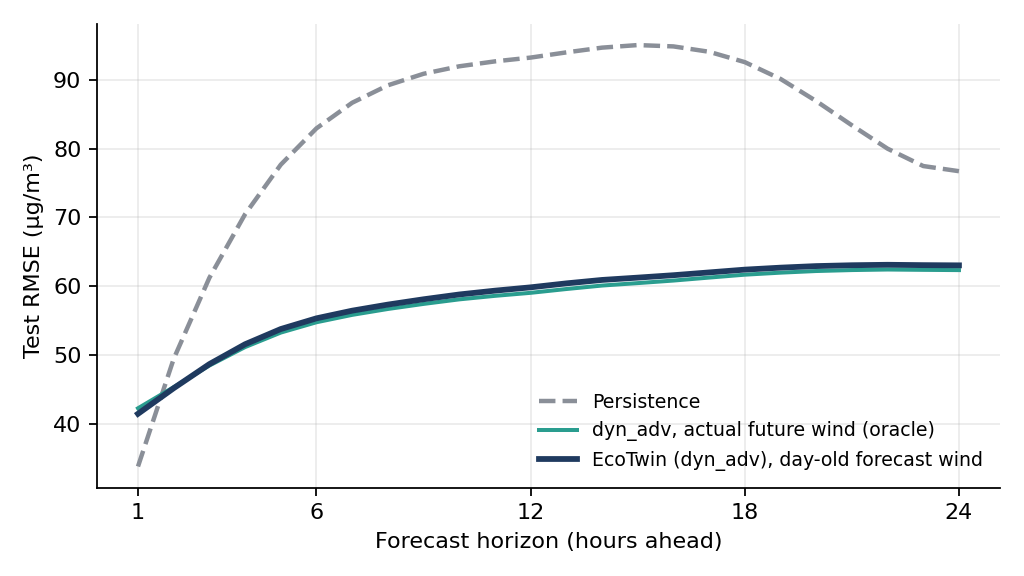 Test RMSE (µg/m³)
90
80
70
60
50
40
Persistence
dyn_adv, actual future wind (oracle)
EcoTwin (dyn_adv), day-old forecast wind
1 6 12 18 24
Forecast horizon (hours ahead)